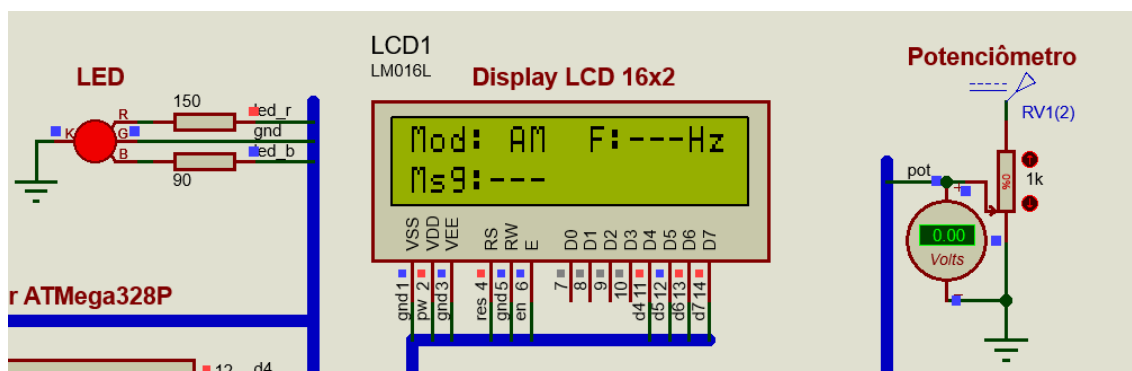 LED
150
R
led_r
K
G
gnd
B
led_b
90
r ATMega328P
12
d4
LCD1
LM016L
Display LCD 16x2
Mod: AM F:---Hz
Msg:---
VSS
VDD
VEE
RS
RW
E
D0
D1
D2
D3
D4
D5
D6
D7
gnd 1
pw 2
gnd 3
res 4
gnd 5
en 6
7
8
9
10
d4 11
d5 12
d6 13
d7 14
Potenciômetro
RV1(2)
pot
+
0%
1k
0.00
Volts